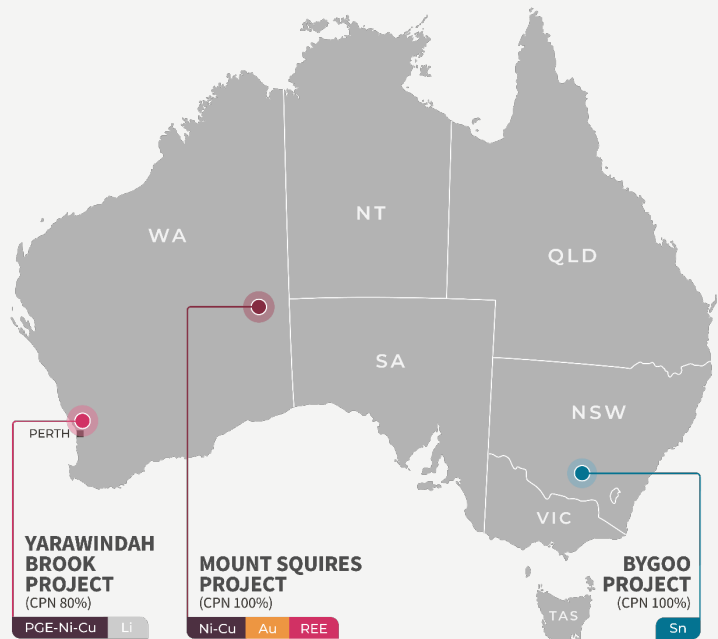 NT
WA
QLD
SA
NSW
PERTH
VIC
YARAWINDAH
BROOK
PROJECT
(CPN 80%)
PGE-Ni-Cu Li
MOUNT SQUIRES
PROJECT
(CPN 100%)
Ni-Cu Au REE
BYGOO
PROJECT
(CPN 100%)
Sn
TAS